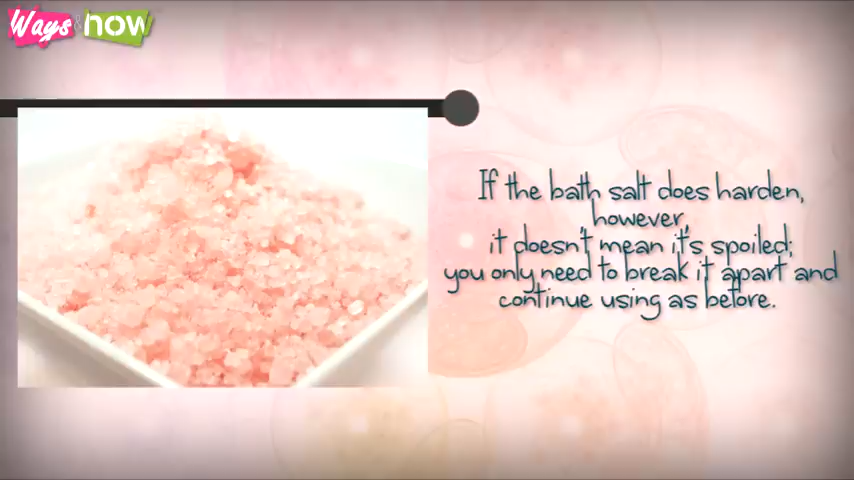 Ways & now
If the bath salt does harden,
however,
it doesn't mean it's spoiled;
you only need to break it apart and
continue using as before.